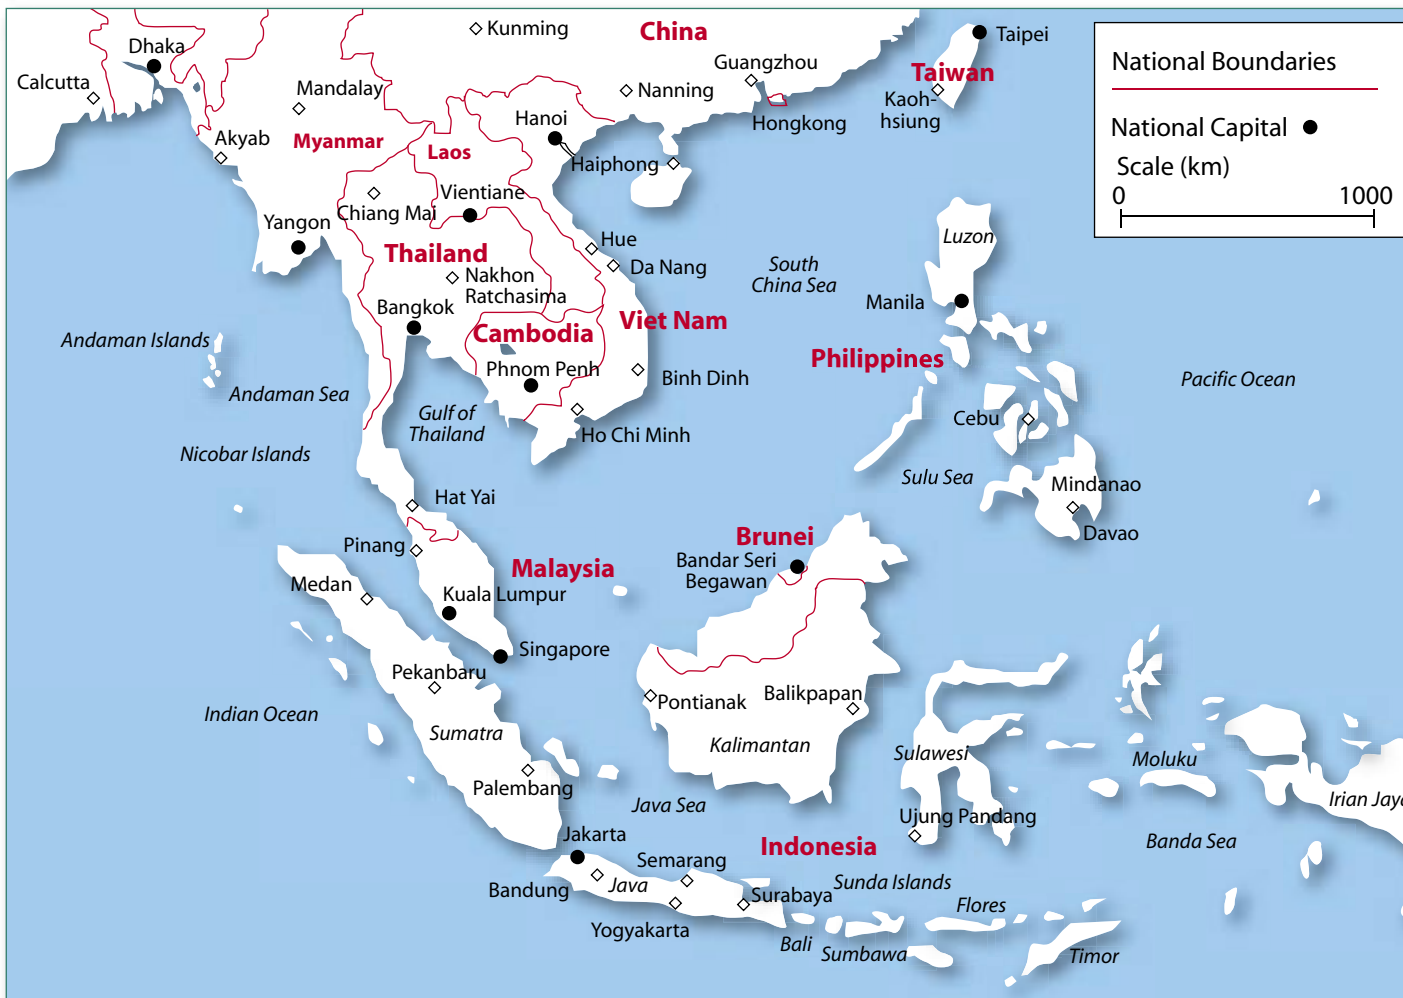 Kunming
China
Taipei
Dhaka
Guangzhou
Taiwan
National Boundaries
Calcutta
Mandalay
Nanning
Kaoh-
hsiung
Hanoi
Hongkong
National Capital
Akyab
Myanmar
Laos
Haiphong
Scale (km)
0
1000
Vientiane
Chiang Mai
Yangon
Luzon
Hue
Thailand
Da Nang
South
China Sea
Nakhon
Ratchasima
Manila
Bangkok
Viet Nam
Cambodia
Andaman Islands
Philippines
Phnom Penh
Binh Dinh
Pacific Ocean
Andaman Sea
Gulf of
Thailand
Cebu
Ho Chi Minh
Nicobar Islands
Sulu Sea
Mindanao
Hat Yai
Davao
Brunei
Pinang
Bandar Seri
Begawan
Malaysia
Medan
Kuala Lumpur
Singapore
Pekanbaru
Pontianak
Balikpapan
Indian Ocean
Sumatra
Kalimantan
Sulawesi
Moluku
Palembang
Java Sea
Irian Jaya
Ujung Pandang
Jakarta
Indonesia
Banda Sea
Semarang
Bandung
Java
Surabaya
Sunda Islands
Flores
Yogyakarta
Bali
Sumbawa
Timor